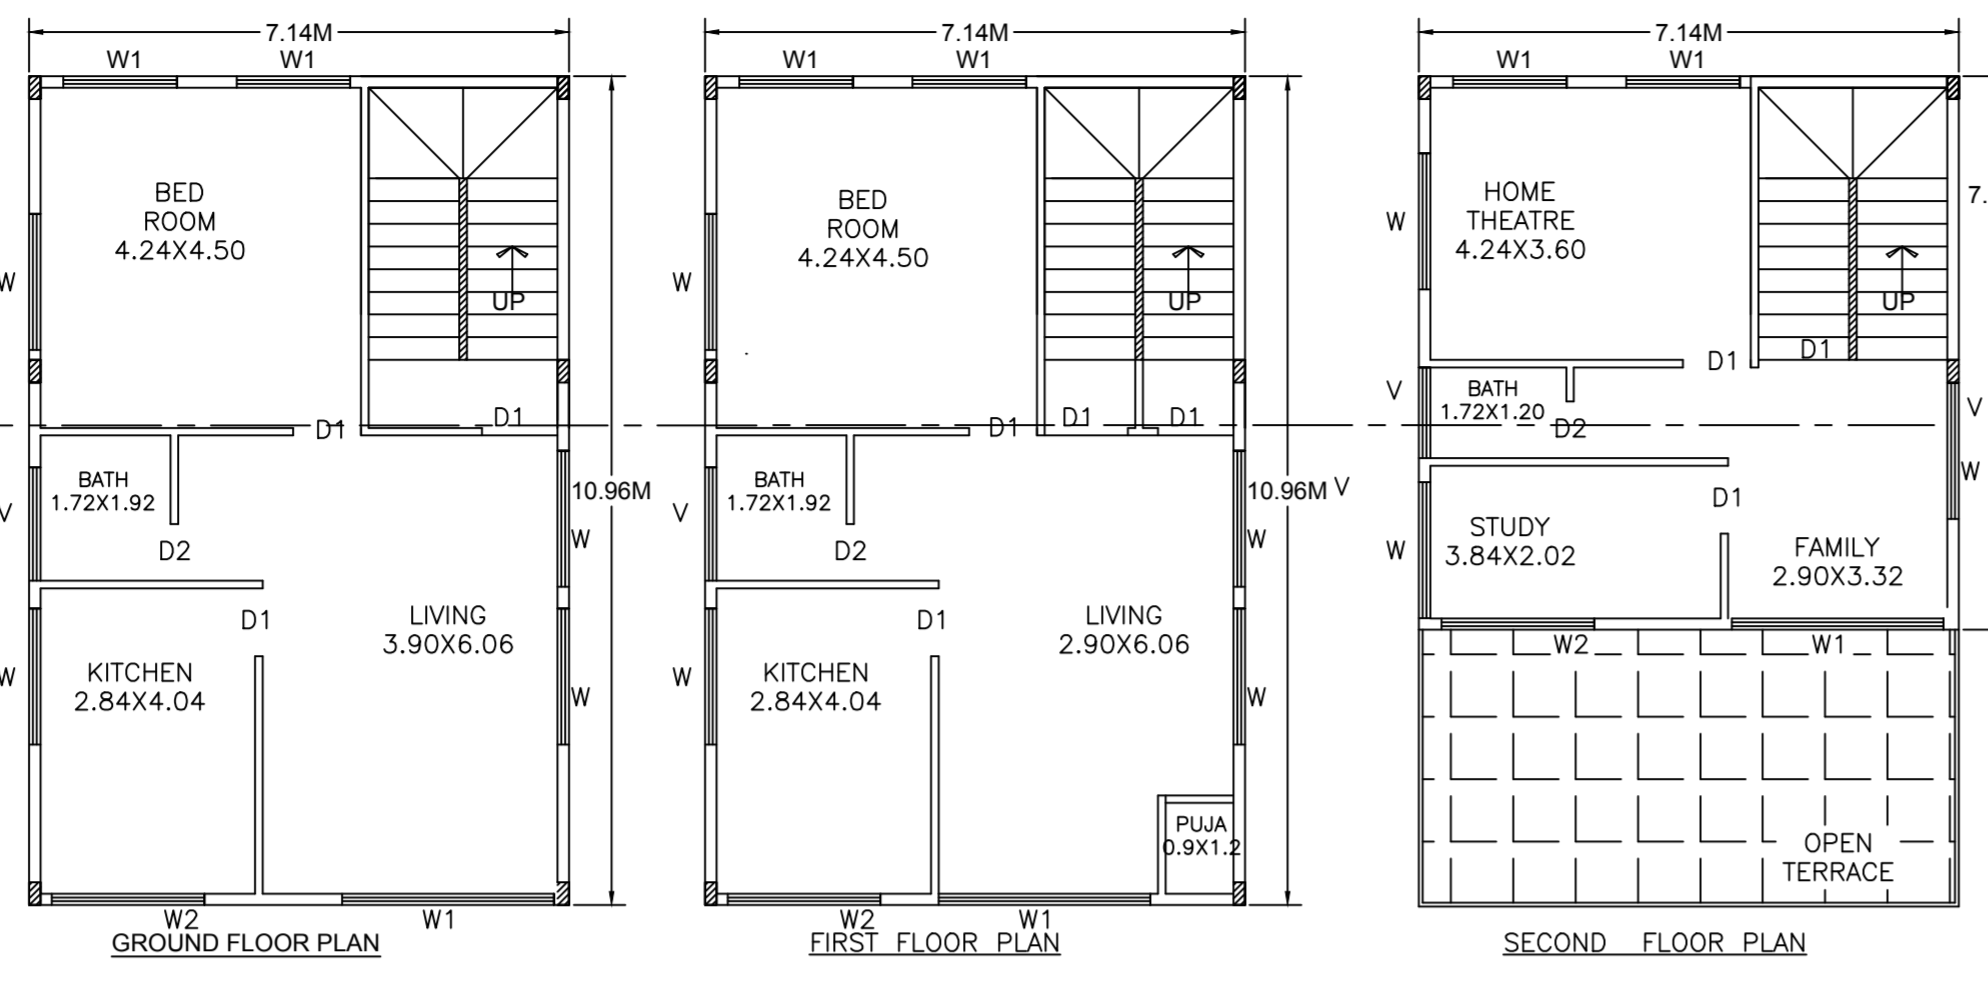 7.14M
W1 W1
BED
ROOM
4.24X4.50
W
UP
D1
D1
BATH
1.72X1.92
V
D2
10.96M
W
D1
LIVING
3.90X6.06
KITCHEN
2.84X4.04
W
W
W2
W1
GROUND FLOOR PLAN
7.14M
W1 W1
BED
ROOM
4.24X4.50
W
UP
D1
D1
D1
BATH
1.72X1.92
V
D2
10.96M
W
D1
LIVING
2.90X6.06
KITCHEN
2.84X4.04
W
W
PUJA
0.9X1.2
W2
W1
FIRST FLOOR PLAN
7.14M
W1 W1
HOME
THEATRE
4.24X3.60
W
UP
7.
D1
D1
BATH
1.72X1.20
V
V
D2
W
V
D1
STUDY
3.84X2.02
W
FAMILY
2.90X3.32
W2
W1
OPEN
TERRACE
SECOND FLOOR PLAN